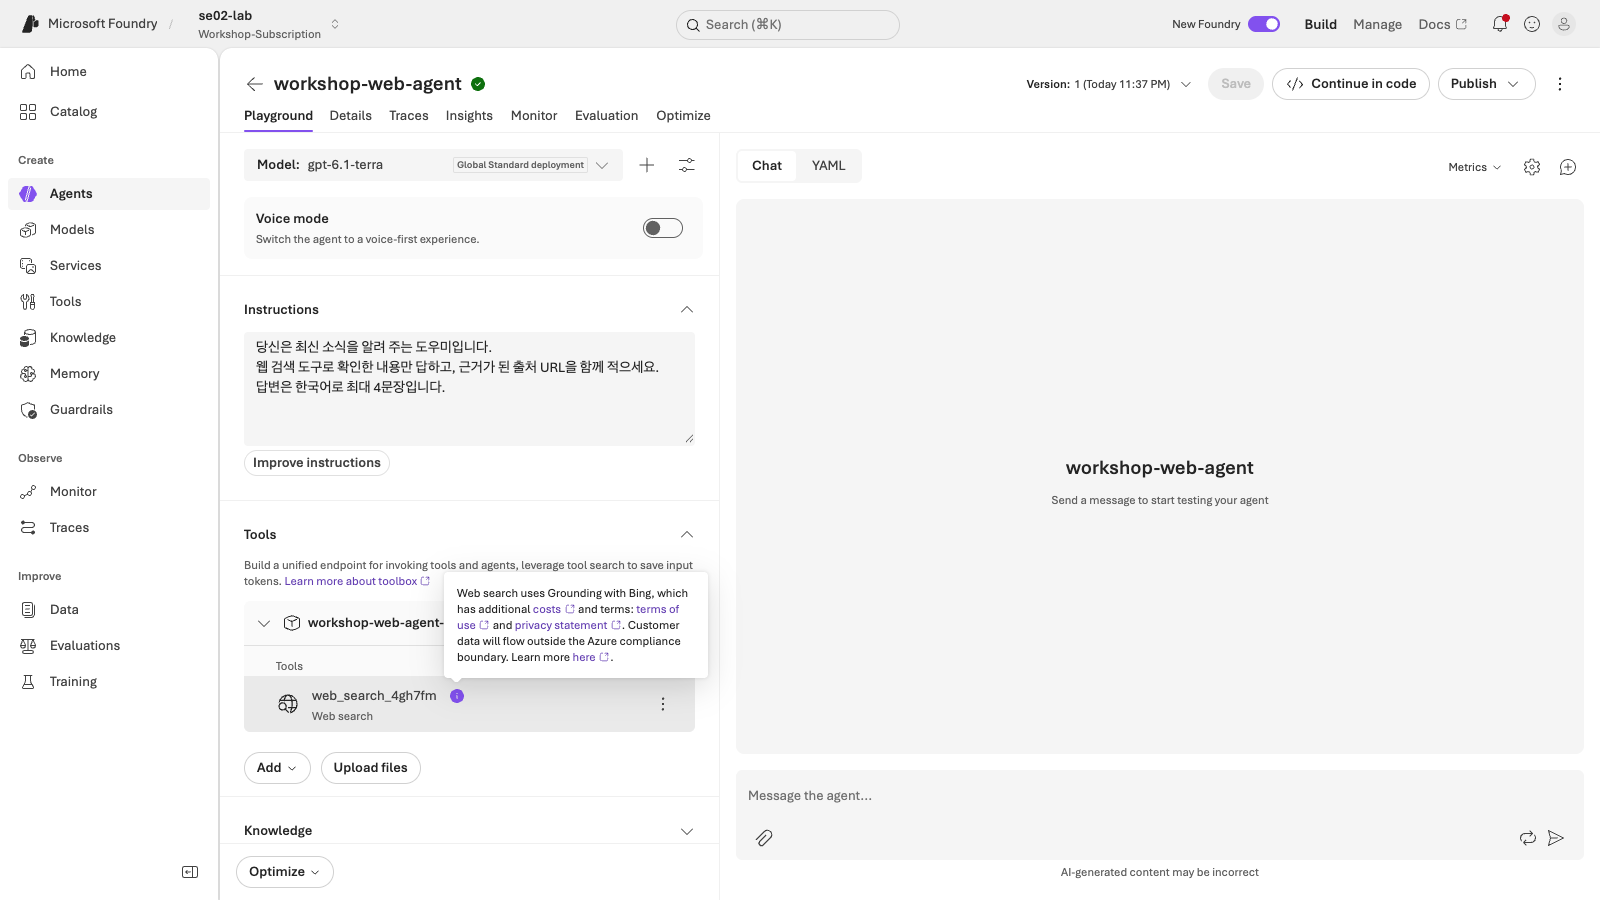 Microsoft Foundry
/
se02-lab
Workshop-Subscription
Search (⌘K)
New Foundry
Build
Manage
Docs
Home
Catalog
Create
Agents
Models
Services
Tools
Knowledge
Memory
Guardrails
Observe
Monitor
Traces
Improve
Data
Evaluations
Training
workshop-web-agent
Version: 1 (Today 11:37 PM)
Save
Continue in code
Publish
Playground
Details
Traces
Insights
Monitor
Evaluation
Optimize
Model: gpt-6.1-terra
Global Standard deployment
Voice mode
Switch the agent to a voice-first experience.
Instructions
당신은 최신 소식을 알려 주는 도우미입니다.
웹 검색 도구로 확인한 내용만 답하고, 근거가 된 출처 URL을 함께 적으세요.
답변은 한국어로 최대 4문장입니다.
Improve instructions
Tools
Build a unified endpoint for invoking tools and agents, leverage tool search to save input
tokens. Learn more about toolbox
workshop-web-agent-
Web search uses Grounding with Bing, which
has additional costs and terms: terms of
use and privacy statement. Customer
data will flow outside the Azure compliance
boundary. Learn more here.
Tools
web_search_4gh7fm
Web search
Add
Upload files
Knowledge
Optimize
Chat
YAML
Metrics
workshop-web-agent
Send a message to start testing your agent
Message the agent...
AI-generated content may be incorrect